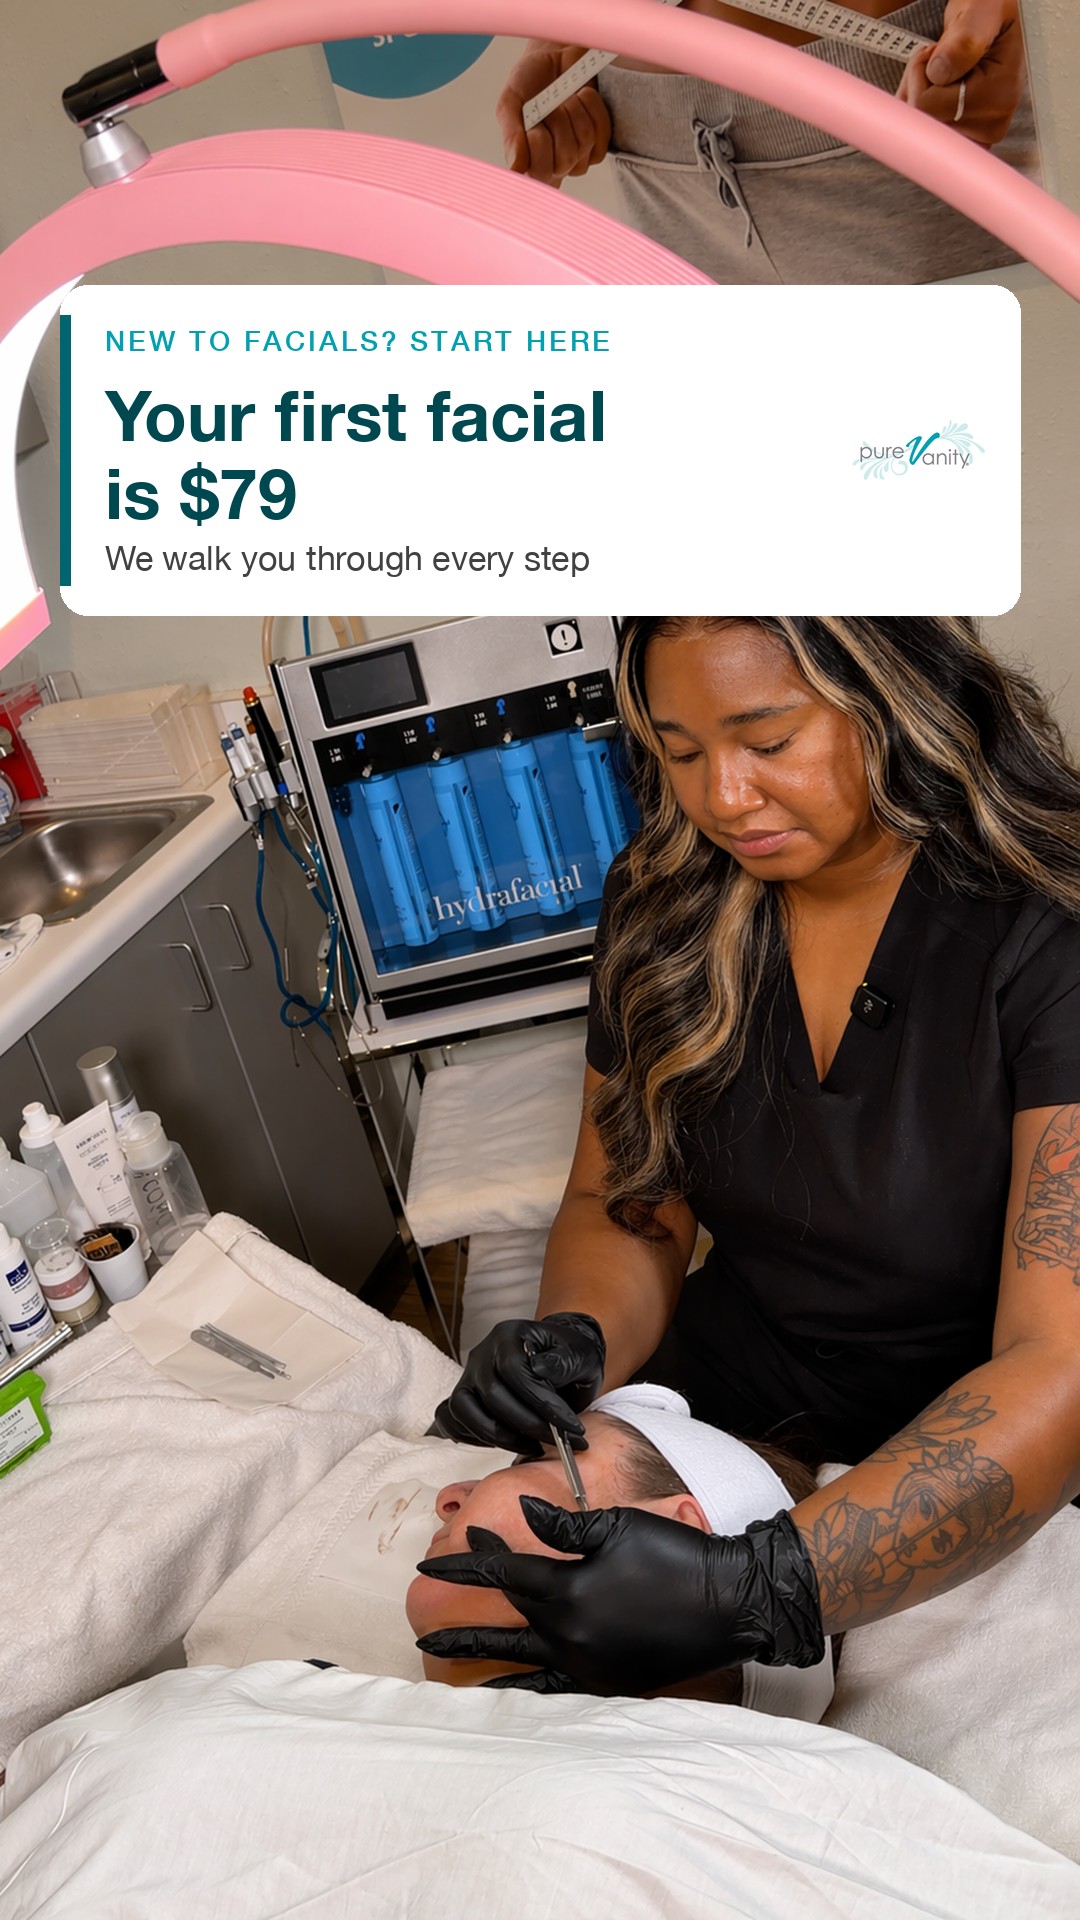 NEW TO FACIALS? START HERE
Your first facial
is $79
We walk you through every step
pureVanity
hydrafacial